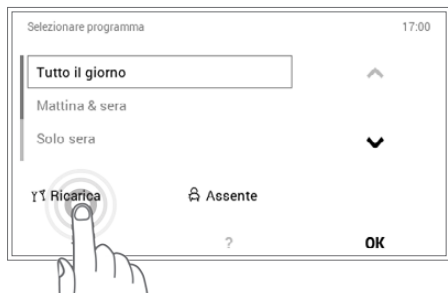 Selezionare programma 17:00
Tutto il giorno
Mattina & sera
Solo sera
Ricarica Assente
? OK